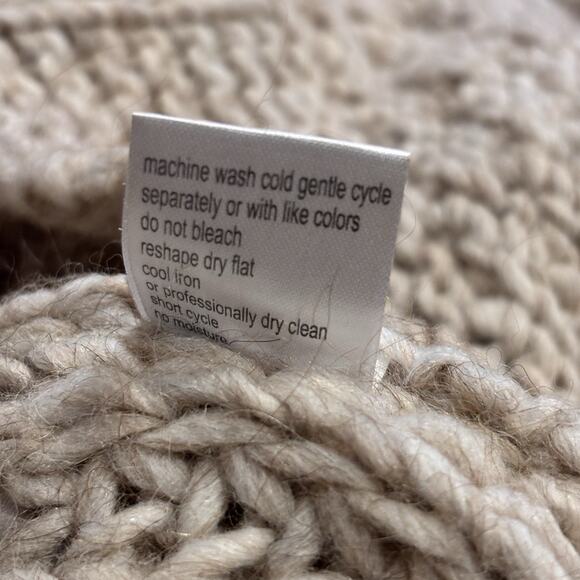 machine wash cold gentle cycle
separately or with like colors
do not bleach
reshape dry flat
cool iron
or professionally dry clean
short cycle
no moisture